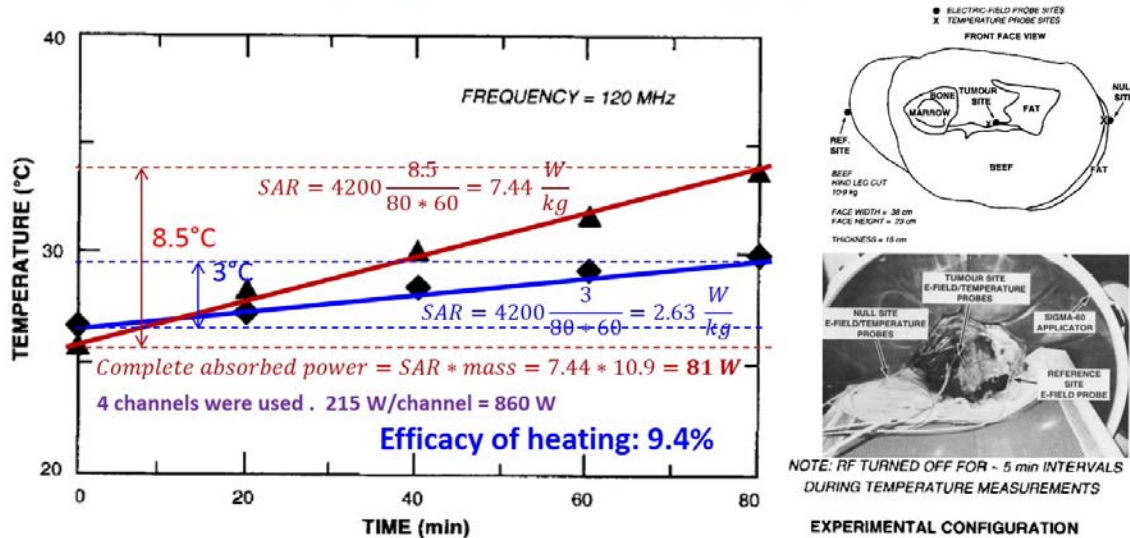 40
30
20
TEMPERATURE (°C)
0
20
40
60
80
TIME (min)
FREQUENCY = 120 MHz
SAR = 4200 8.5 / 80 * 60 = 7.44 W / kg
8.5°C
3°C
SAR = 4200 3 / 80 * 60 = 2.63 W / kg
Complete absorbed power = SAR * mass = 7.44 * 10.9 = 81 W
4 channels were used . 215 W/channel = 860 W
Efficacy of heating: 9.4%
● ELECTRIC-FIELD PROBE SITES
X TEMPERATURE PROBE SITES
FRONT FACE VIEW
BONE
MARROW
TUMOUR
SITE
X
FAT
NULL
SITE
X
REF.
SITE
BEEF
FAT
BEEF
HIND LEG CUT
10·9 kg
FACE WIDTH = 38 cm
FACE HEIGHT = 23 cm
THICKNESS = 15 cm
TUMOUR SITE
E-FIELD/TEMPERATURE
PROBES
NULL SITE
E-FIELD/TEMPERATURE
PROBES
SIGMA-60
APPLICATOR
REFERENCE
SITE
E-FIELD PROBE
NOTE: RF TURNED OFF FOR ~ 5 min INTERVALS
DURING TEMPERATURE MEASUREMENTS
EXPERIMENTAL CONFIGURATION